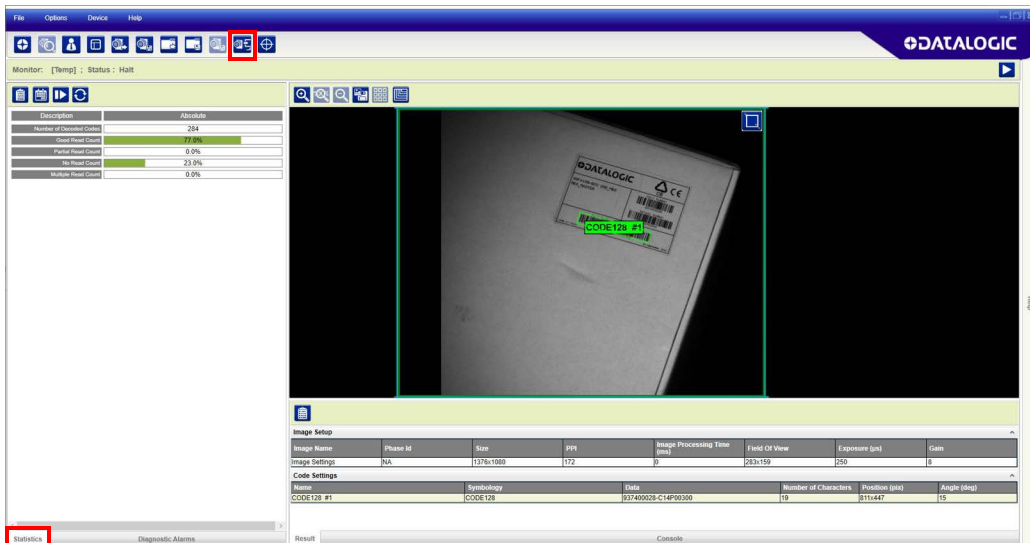 File Options Device Help
DATALOGIC
Monitor: [Temp] ; Status : Halt
Description Absolute
Number of Decoded Codes 284
Good Read Count 77.0%
Partial Read Count 0.0%
No Read Count 23.0%
Multiple Read Count 0.0%
DATALOGIC
CE
CODE128 #1
Help
Image Setup
Image Name Phase Id Size PPI Image Processing Time (ms) Field Of View Exposure (µs) Gain
Image Settings NA 1376x1080 172 0 283x159 250 8
Code Settings
Name Symbology Data Number of Characters Position (pix) Angle (deg)
CODE128 #1 CODE128 937400028-C14P00300 19 811x447 15
Statistics Diagnostic Alarms Result Console